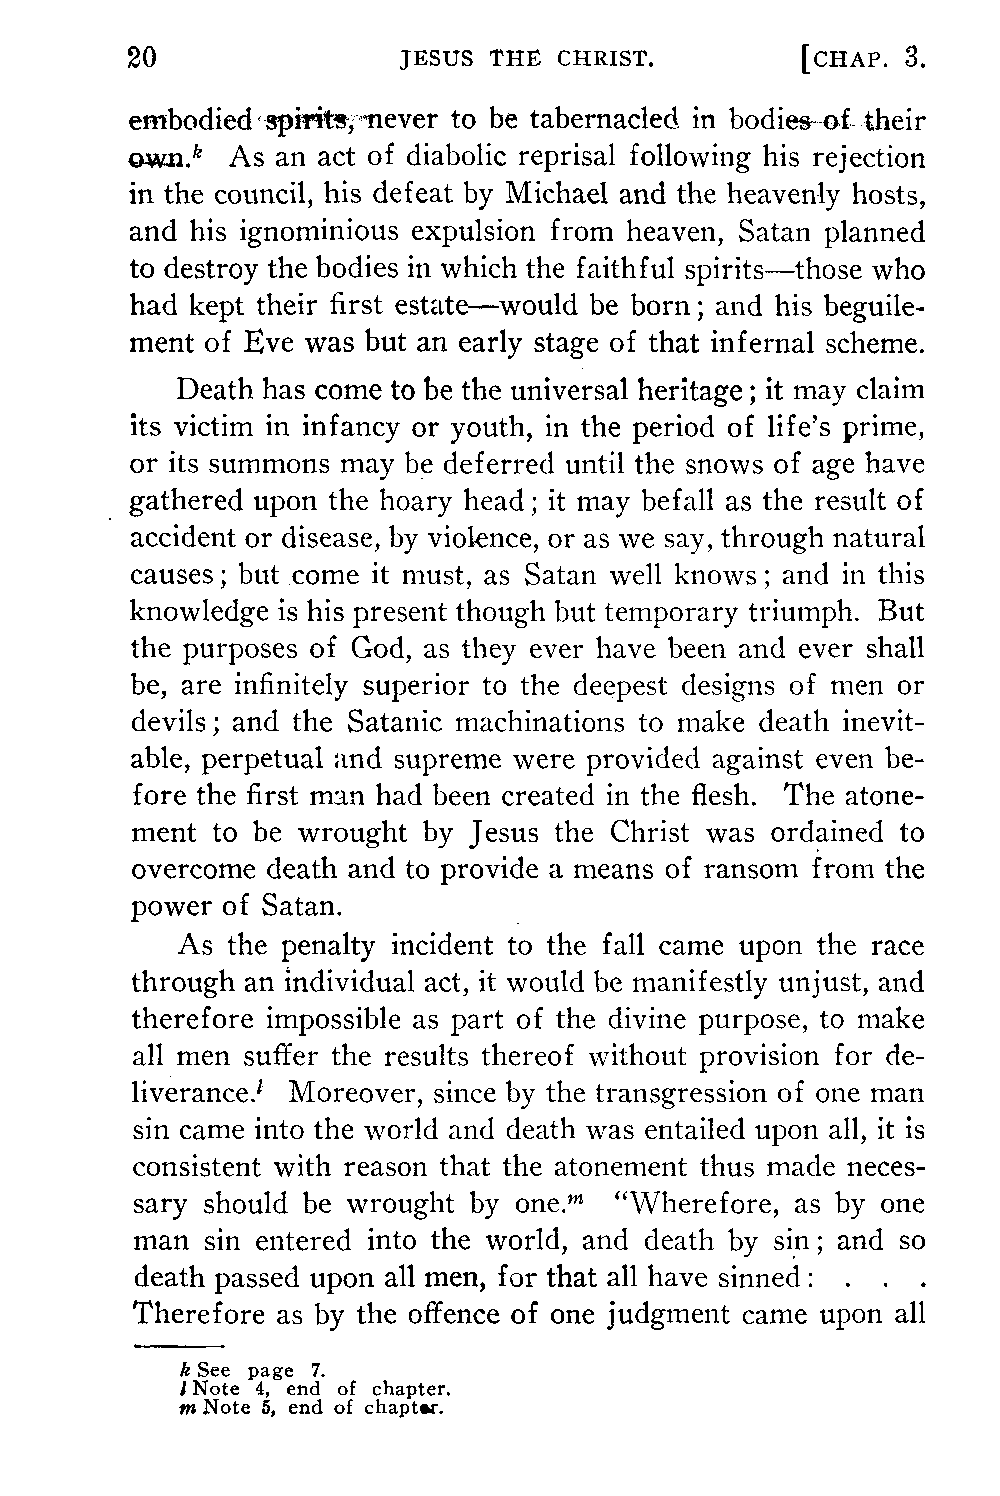 20 JESUS THE CHRIST. [CHAP. 3.
embodied spirits, never to be tabernacled in bodies of their
own.k As an act of diabolic reprisal following his rejection
in the council, his defeat by Michael and the heavenly hosts,
and his ignominious expulsion from heaven, Satan planned
to destroy the bodies in which the faithful spirits—those who
had kept their first estate—would be born; and his beguile-
ment of Eve was but an early stage of that infernal scheme.
Death has come to be the universal heritage; it may claim
its victim in infancy or youth, in the period of life's prime,
or its summons may be deferred until the snows of age have
gathered upon the hoary head; it may befall as the result of
accident or disease, by violence, or as we say, through natural
causes; but come it must, as Satan well knows; and in this
knowledge is his present though but temporary triumph. But
the purposes of God, as they ever have been and ever shall
be, are infinitely superior to the deepest designs of men or
devils; and the Satanic machinations to make death inevit-
able, perpetual and supreme were provided against even be-
fore the first man had been created in the flesh. The atone-
ment to be wrought by Jesus the Christ was ordained to
overcome death and to provide a means of ransom from the
power of Satan.
As the penalty incident to the fall came upon the race
through an individual act, it would be manifestly unjust, and
therefore impossible as part of the divine purpose, to make
all men suffer the results thereof without provision for de-
liverance.l Moreover, since by the transgression of one man
sin came into the world and death was entailed upon all, it is
consistent with reason that the atonement thus made neces-
sary should be wrought by one.m "Wherefore, as by one
man sin entered into the world, and death by sin; and so
death passed upon all men, for that all have sinned: . . .
Therefore as by the offence of one judgment came upon all
k See page 7.
l Note 4, end of chapter.
m Note 5, end of chapter.